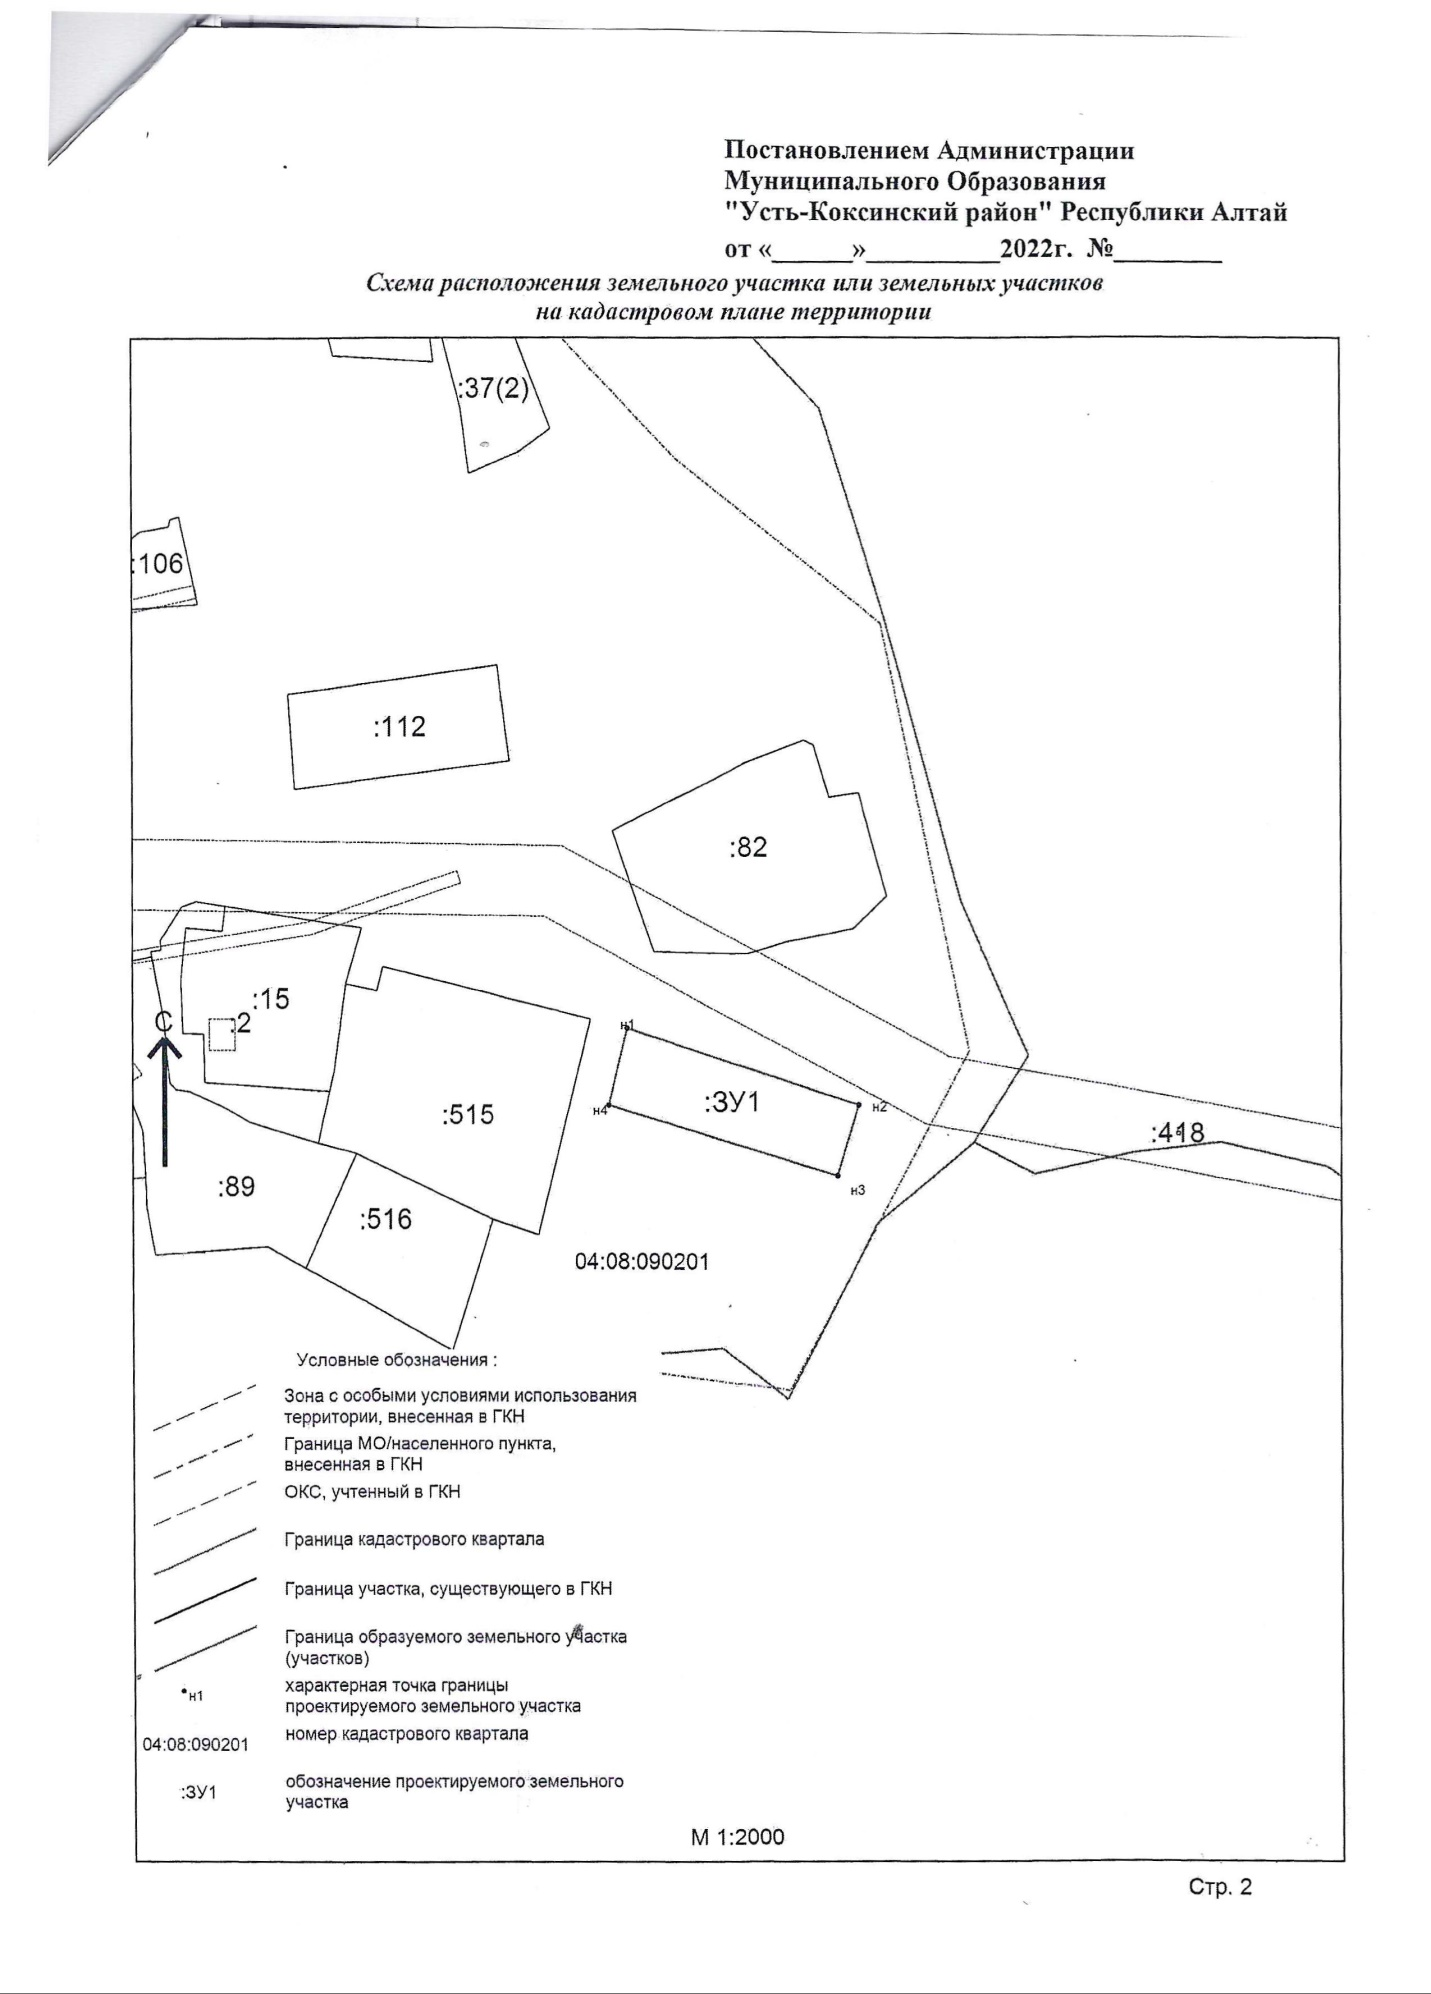 Постановлением Администрации
Муниципального Образования
"Усть-Коксинский район" Республики Алтай
от «______»__________2022г. №________
Схема расположения земельного участка или земельных участков
на кадастровом плане территории
:37(2)
:106
:112
:82
:15
:2
С
н1
:ЗУ1
н2
н4
:515
:418
н3
:89
:516
04:08:090201
Условные обозначения :
Зона с особыми условиями использования
территории, внесенная в ГКН
Граница МО/населенного пункта,
внесенная в ГКН
ОКС, учтенный в ГКН
Граница кадастрового квартала
Граница участка, существующего в ГКН
Граница образуемого земельного участка
(участков)
н1
характерная точка границы
проектируемого земельного участка
04:08:090201
номер кадастрового квартала
:ЗУ1
обозначение проектируемого земельного
участка
М 1:2000
Стр. 2